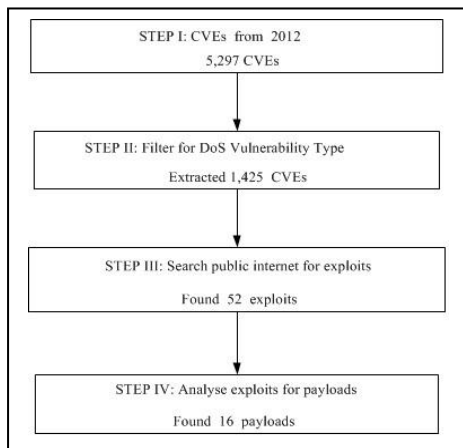 STEP I: CVEs from 2012
5,297 CVEs
STEP II: Filter for DoS Vulnerability Type
Extracted 1,425 CVEs
STEP III: Search public internet for exploits
Found 52 exploits
STEP IV: Analyse exploits for payloads
Found 16 payloads